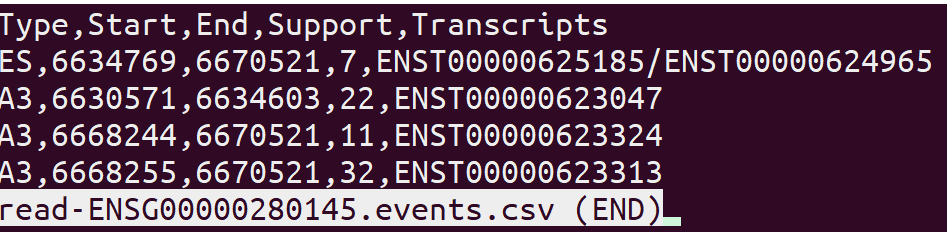 Type,Start,End,Support,Transcripts
ES,6634769,6670521,7,ENST00000625185/ENST00000624965
A3,6630571,6634603,22,ENST00000623047
A3,6668244,6670521,11,ENST00000623324
A3,6668255,6670521,32,ENST00000623313
read-ENSG00000280145.events.csv (END)